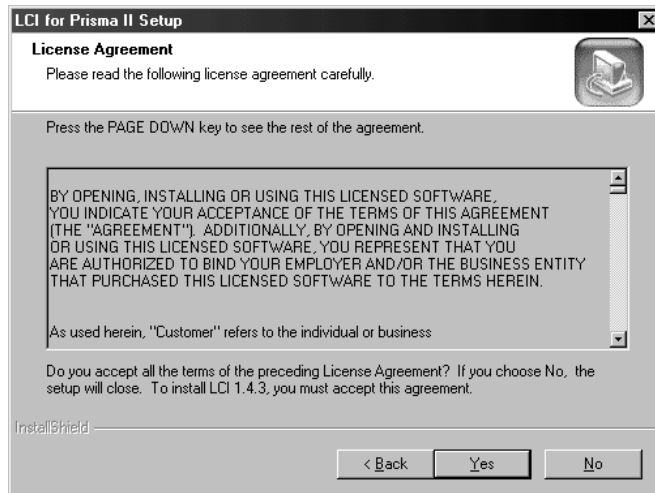 LCI for Prisma II Setup
License Agreement
Please read the following license agreement carefully.
Press the PAGE DOWN key to see the rest of the agreement.
BY OPENING, INSTALLING OR USING THIS LICENSED SOFTWARE,
YOU INDICATE YOUR ACCEPTANCE OF THE TERMS OF THIS AGREEMENT
(THE "AGREEMENT"). ADDITIONALLY, BY OPENING AND INSTALLING
OR USING THIS LICENSED SOFTWARE, YOU REPRESENT THAT YOU
ARE AUTHORIZED TO BIND YOUR EMPLOYER AND/OR THE BUSINESS ENTITY
THAT PURCHASED THIS LICENSED SOFTWARE TO THE TERMS HEREIN.
As used herein, "Customer" refers to the individual or business
Do you accept all the terms of the preceding License Agreement? If you choose No, the
setup will close. To install LCI 1.4.3, you must accept this agreement.
InstallShield
< Back Yes No